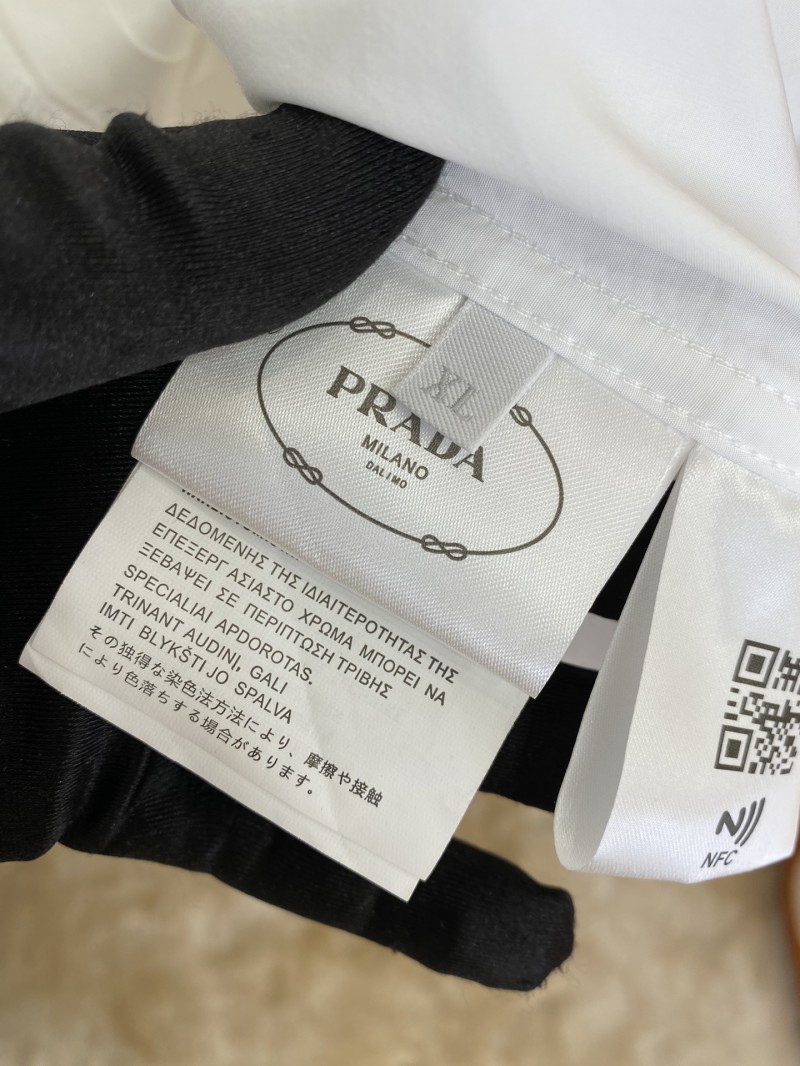 XL
PRADA
MILANO
DAL 1MO
ΔΕΔΟΜΕΝΗΣ ΤΗΣ ΙΔΙΑΙΤΕΡΟΤΗΤΑΣ ΤΗΣ
ΕΠΕΞΕΡΓ ΑΣΙΑΣΤΟ ΧΡΩΜΑ ΜΠΟΡΕΙ ΝΑ
ΞΕΒΑΨΕΙ ΣΕ ΠΕΡΙΠΤΩΣΗ ΤΡΙΒΗΣ
SPECIALIAI APDOROTAS,
TRINANT AUDINI, GALI
IMTI BLYKŠTI JO SPALVA
その独得な染色法方法により、摩擦や接触
により色落ちする場合があります。
NFC